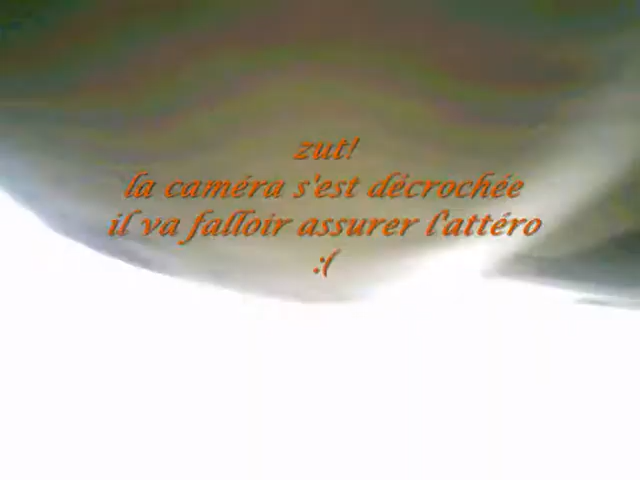 zut!
la caméra s'est décrochée
il va falloir assurer l'attéro
:(